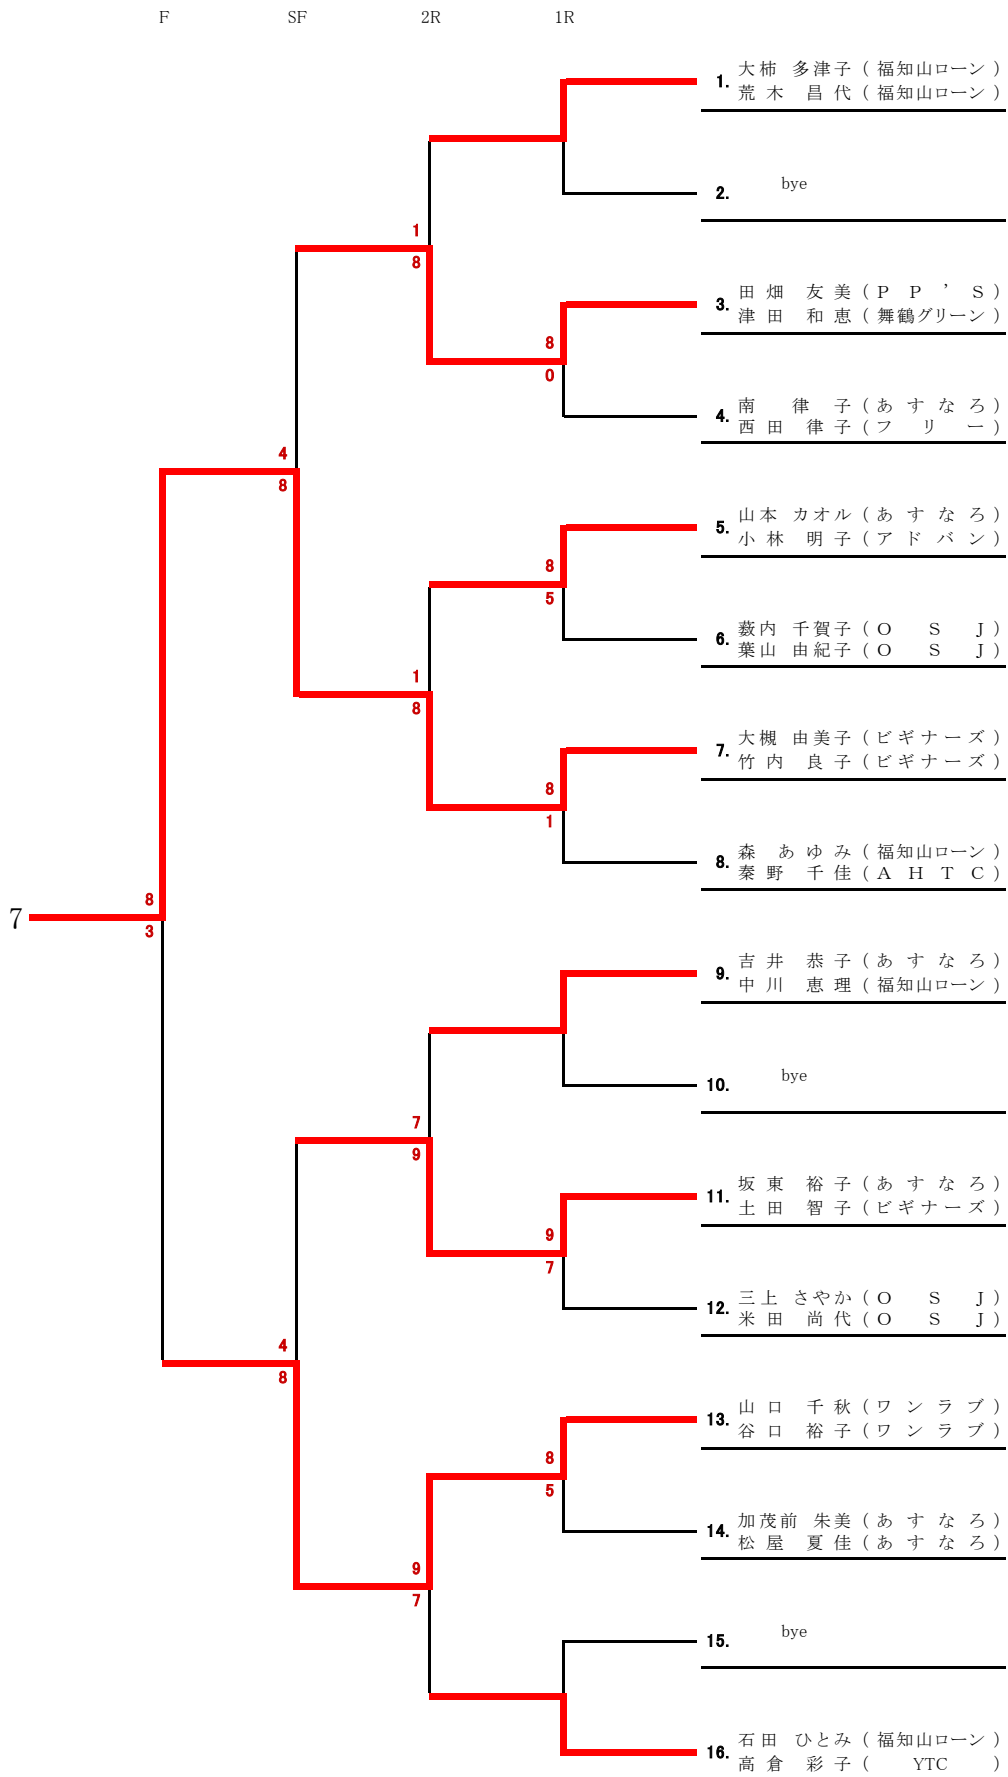 F SF 2R 1R
1. 大柿 多津子 ( 福知山ローン )
荒木 昌代 ( 福知山ローン )
2. bye
1
8
3. 田畑 友美 ( P P ' S )
津田 和恵 ( 舞鶴グリーン )
8
0
4. 南 律子 ( あすなろ )
西田 律子 ( フリー )
4
8
5. 山本 カオル ( あすなろ )
小林 明子 ( アドバン )
8
5
6. 薮内 千賀子 ( O S J )
葉山 由紀子 ( O S J )
1
8
7. 大槻 由美子 ( ビギナーズ )
竹内 良子 ( ビギナーズ )
8
1
8. 森 あゆみ ( 福知山ローン )
秦野 千佳 ( A H T C )
8
7
3
9. 吉井 恭子 ( あすなろ )
中川 恵理 ( 福知山ローン )
10. bye
7
9
11. 坂東 裕子 ( あすなろ )
土田 智子 ( ビギナーズ )
9
7
12. 三上 さやか ( O S J )
米田 尚代 ( O S J )
4
8
13. 山口 千秋 ( ワンラブ )
谷口 裕子 ( ワンラブ )
8
5
14. 加茂前 朱美 ( あすなろ )
松屋 夏佳 ( あすなろ )
9
7
15. bye
16. 石田 ひとみ ( 福知山ローン )
高倉 彩子 ( YTC )